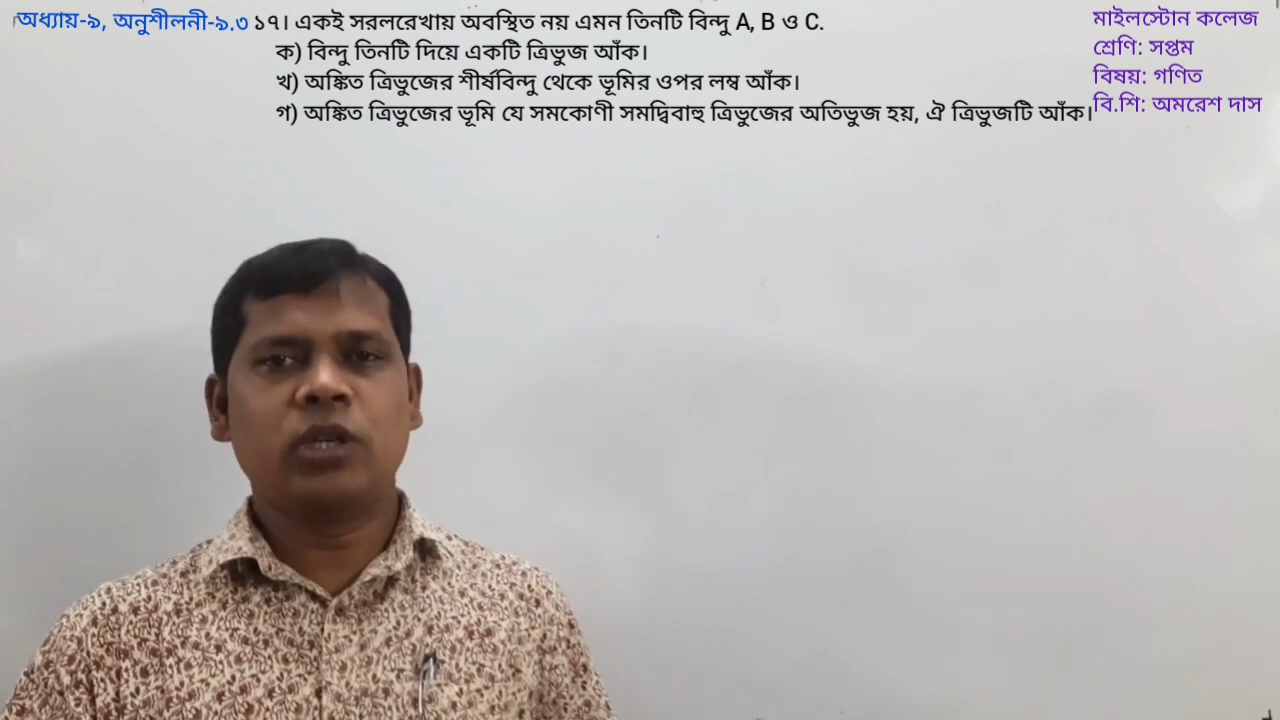 অধ্যায়-৯, অনুশীলনী-৯.৩ ১৭। একই সরলরেখায় অবস্থিত নয় এমন তিনটি বিন্দু A, B ও C.
ক) বিন্দু তিনটি দিয়ে একটি ত্রিভুজ আঁক।
খ) অঙ্কিত ত্রিভুজের শীর্ষবিন্দু থেকে ভূমির ওপর লম্ব আঁক।
গ) অঙ্কিত ত্রিভুজের ভূমি যে সমকোণী সমদ্বিবাহু ত্রিভুজের অতিভুজ হয়, ঐ ত্রিভুজটি আঁক।
মাইলস্টোন কলেজ
শ্রেণি: সপ্তম
বিষয়: গণিত
বি.শি: অমরেশ দাস